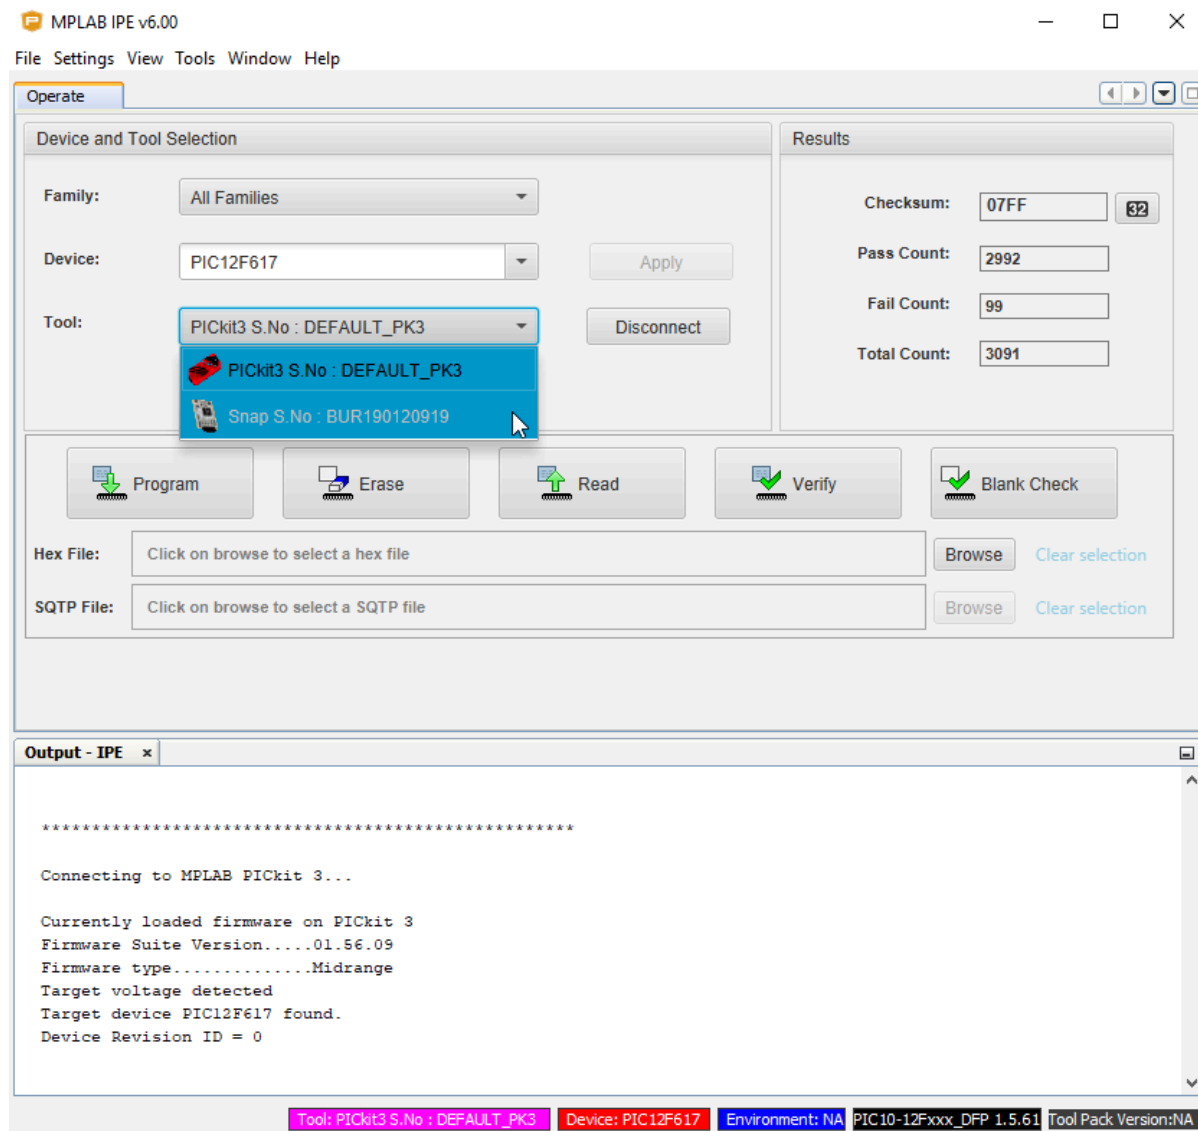 MPLAB IPE v6.00
File Settings View Tools Window Help
Operate
Device and Tool Selection
Family:
All Families
Device:
PIC12F617
Apply
Tool:
PICkit3 S.No : DEFAULT_PK3
Disconnect
PICkit3 S.No : DEFAULT_PK3
Snap S.No : BUR190120919
Results
Checksum:
07FF
32
Pass Count:
2992
Fail Count:
99
Total Count:
3091
Program
Erase
Read
Verify
Blank Check
Hex File:
Click on browse to select a hex file
Browse
Clear selection
SQTP File:
Click on browse to select a SQTP file
Browse
Clear selection
Output - IPE
*****************************************************
Connecting to MPLAB PICkit 3...
Currently loaded firmware on PICkit 3
Firmware Suite Version.....01.56.09
Firmware type..............Midrange
Target voltage detected
Target device PIC12F617 found.
Device Revision ID = 0
Tool: PICkit3 S.No : DEFAULT_PK3
Device: PIC12F617
Environment: NA
PIC10-12Fxxx_DFP 1.5.61
Tool Pack Version:NA